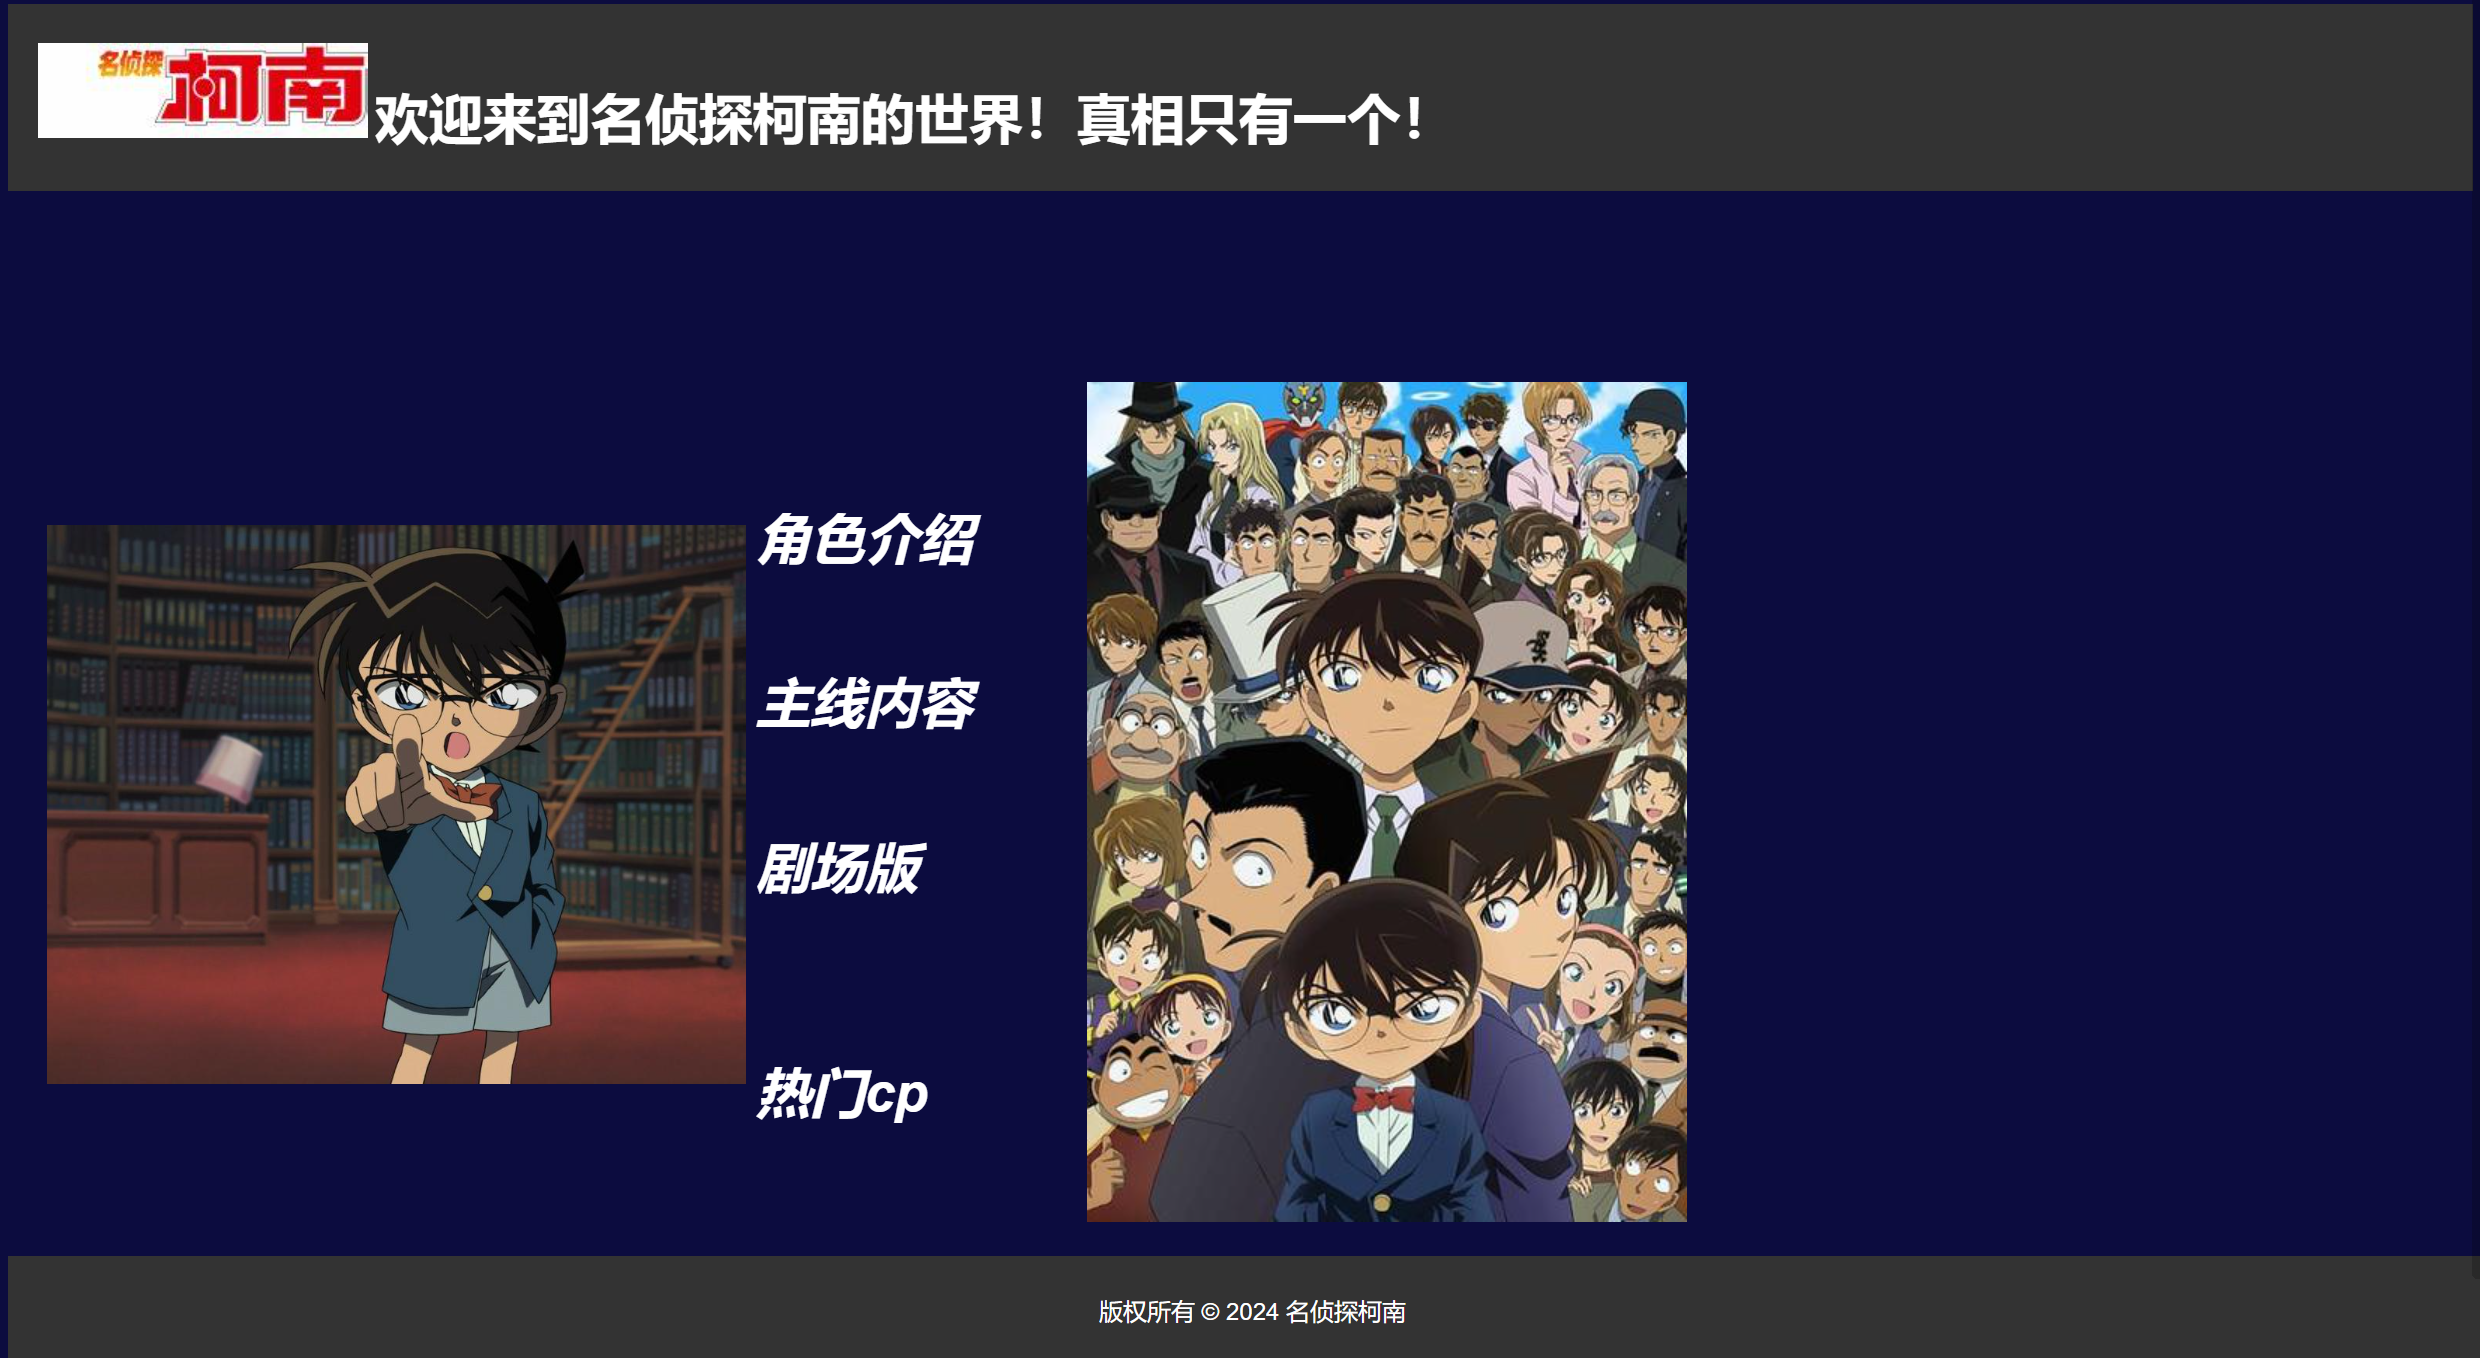 名侦探 柯南
欢迎来到名侦探柯南的世界！真相只有一个！
角色介绍
主线内容
剧场版
热门cp
版权所有 © 2024 名侦探柯南